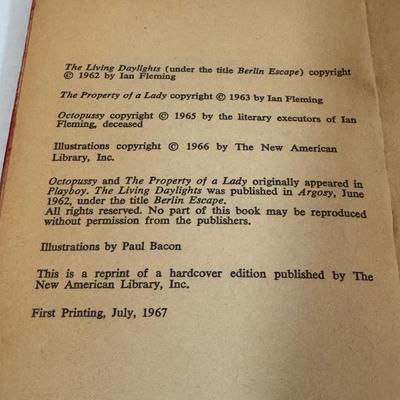 The Living Daylights (under the title Berlin Escape) copyright
© 1962 by Ian Fleming
The Property of a Lady copyright © 1963 by Ian Fleming
Octopussy copyright © 1965 by the literary executors of Ian
Fleming, deceased
Illustrations copyright © 1966 by The New American
Library, Inc.
Octopussy and The Property of a Lady originally appeared in
Playboy. The Living Daylights was published in Argosy, June
1962, under the title Berlin Escape.
All rights reserved. No part of this book may be reproduced
without permission from the publishers.
Illustrations by Paul Bacon
This is a reprint of a hardcover edition published by The
New American Library, Inc.
First Printing, July, 1967